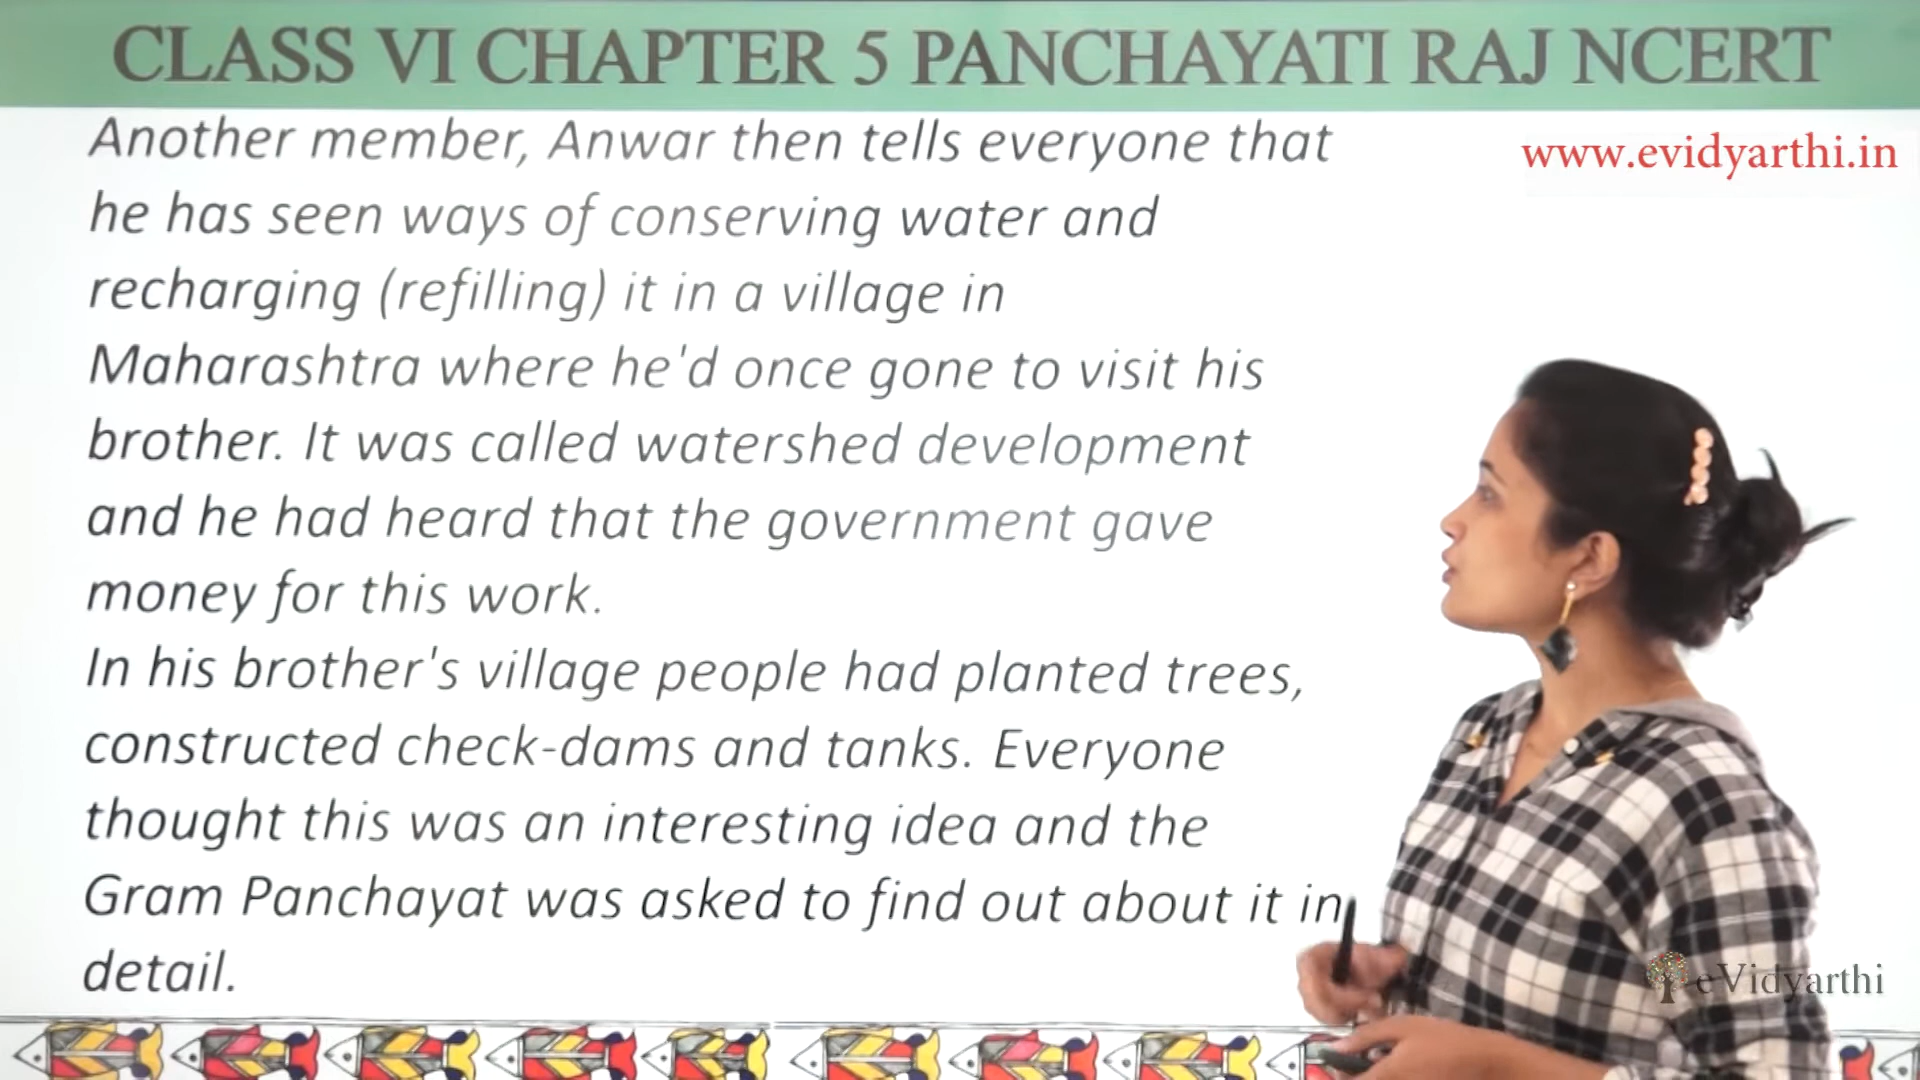 CLASS VI CHAPTER 5 PANCHAYATI RAJ NCERT
www.evidyarthi.in
Another member, Anwar then tells everyone that
he has seen ways of conserving water and
recharging (refilling) it in a village in
Maharashtra where he'd once gone to visit his
brother. It was called watershed development
and he had heard that the government gave
money for this work.
In his brother's village people had planted trees,
constructed check-dams and tanks. Everyone
thought this was an interesting idea and the
Gram Panchayat was asked to find out about it in
detail.
eVidyarthi